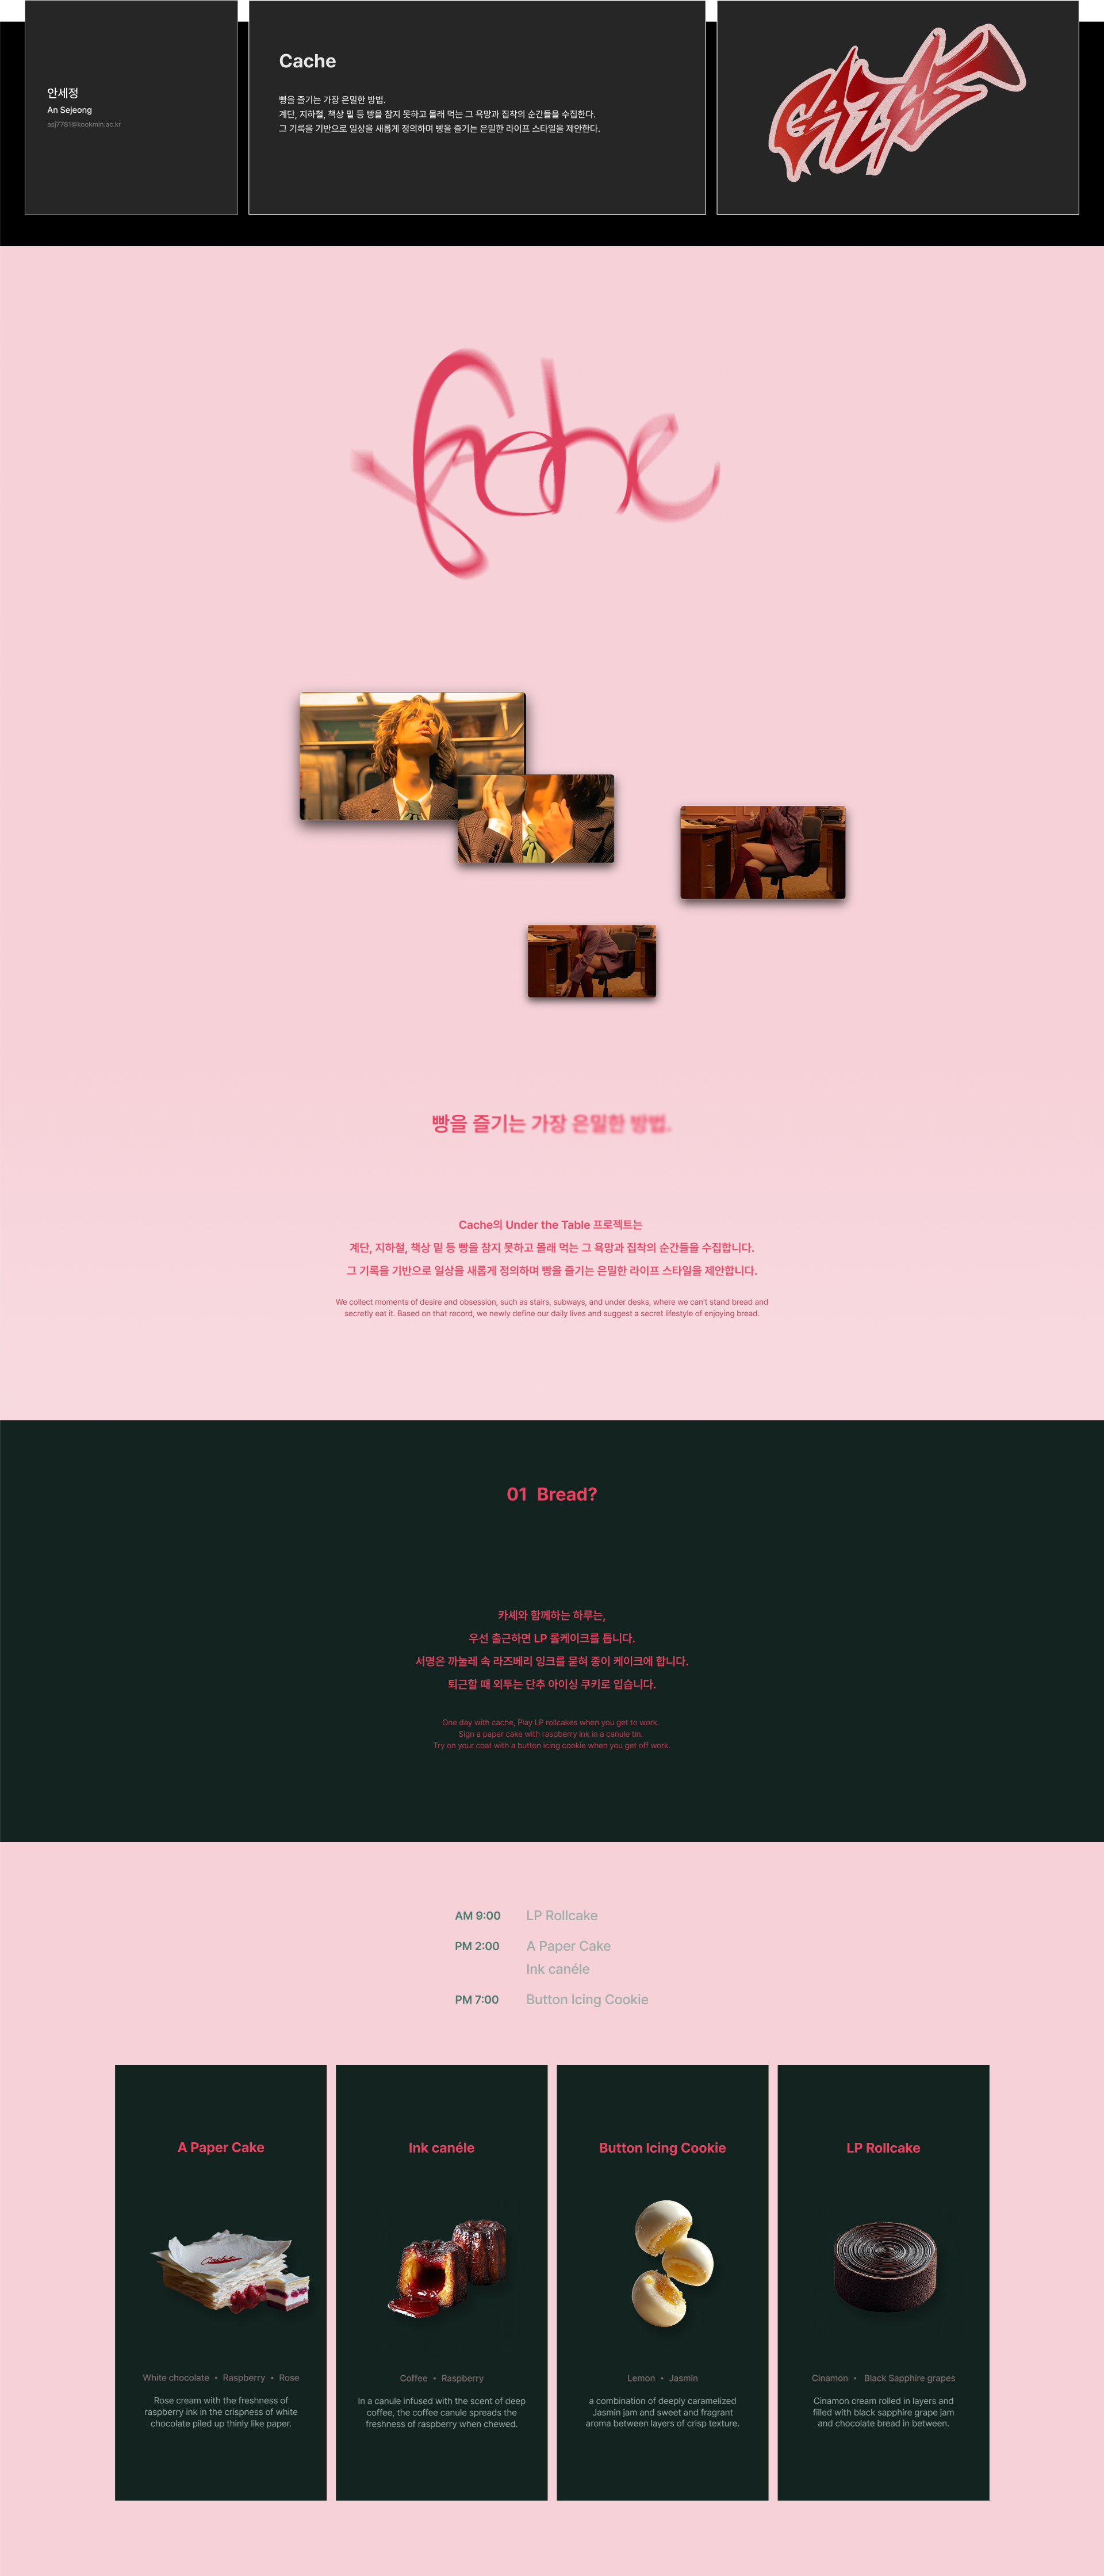 안세정
An Sejeong
asj7781@kookmin.ac.kr
Cache
빵을 즐기는 가장 은밀한 방법.
계단, 지하철, 책상 밑 등 빵을 참지 못하고 몰래 먹는 그 욕망과 집착의 순간들을 수집한다.
그 기록을 기반으로 일상을 새롭게 정의하며 빵을 즐기는 은밀한 라이프 스타일을 제안한다.
Cache
빵을 즐기는 가장 은밀한 방법.
Cache의 Under the Table 프로젝트는
계단, 지하철, 책상 밑 등 빵을 참지 못하고 몰래 먹는 그 욕망과 집착의 순간들을 수집합니다.
그 기록을 기반으로 일상을 새롭게 정의하며 빵을 즐기는 은밀한 라이프 스타일을 제안합니다.
We collect moments of desire and obsession, such as stairs, subways, and under desks, where we can't stand bread and
secretly eat it. Based on that record, we newly define our daily lives and suggest a secret lifestyle of enjoying bread.
01 Bread?
카셰와 함께하는 하루는,
우선 출근하면 LP 롤케이크를 틉니다.
서명은 까눌레 속 라즈베리 잉크를 묻혀 종이 케이크에 합니다.
퇴근할 때 외투는 단추 아이싱 쿠키로 입습니다.
One day with cache, Play LP rollcakes when you get to work.
Sign a paper cake with raspberry ink in a canule tin.
Try on your coat with a button icing cookie when you get off work.
AM 9:00 LP Rollcake
PM 2:00 A Paper Cake
Ink canéle
PM 7:00 Button Icing Cookie
A Paper Cake
Cache
White chocolate • Raspberry • Rose
Rose cream with the freshness of
raspberry ink in the crispness of white
chocolate piled up thinly like paper.
Ink canéle
Coffee • Raspberry
In a canule infused with the scent of deep
coffee, the coffee canule spreads the
freshness of raspberry when chewed.
Button Icing Cookie
Lemon • Jasmin
a combination of deeply caramelized
Jasmin jam and sweet and fragrant
aroma between layers of crisp texture.
LP Rollcake
Cinamon • Black Sapphire grapes
Cinamon cream rolled in layers and
filled with black sapphire grape jam
and chocolate bread in between.